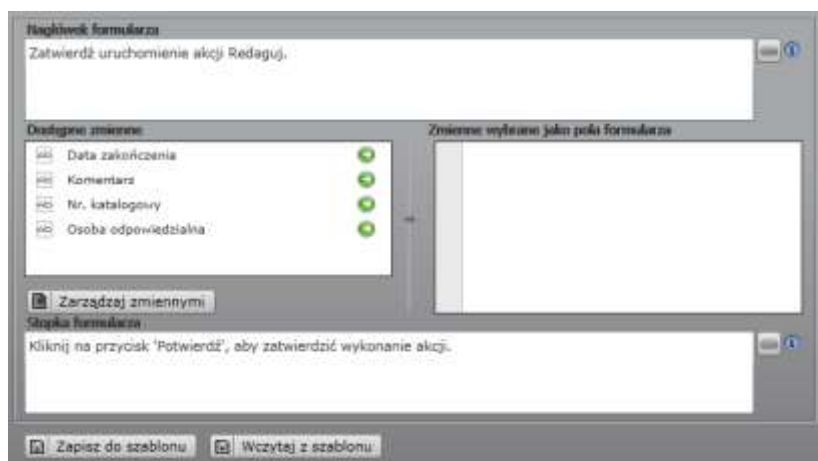 Nagłówek formularza
Zatwierdź uruchomienie akcji Redaguj.
Dostępne zmienne
Zmienne wybrane jako pola formularza
Data zakończenia
Komentarz
Nr. katalogowy
Osoba odpowiedzialna
Zarządzaj zmiennymi
Stopka formularza
Kliknij na przycisk 'Potwierdź', aby zatwierdzić wykonanie akcji.
Zapisz do szablonu
Wczytaj z szablonu